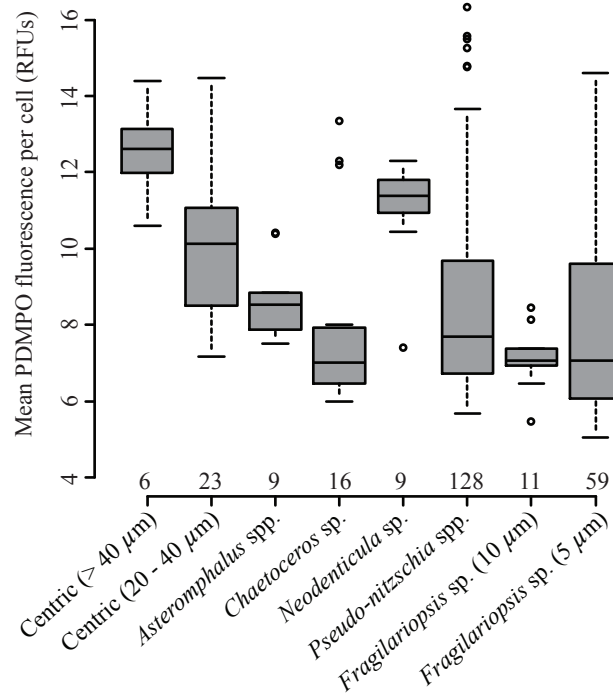 Mean PDMPO fluorescence per cell (RFUs)
16
14
12
10
8
6
4
6 23 9 16 9 128 11 59
Centric (> 40 µm)
Centric (20 - 40 µm)
Asteromphalus spp.
Chaetoceros sp.
Neodenticula sp.
Pseudo-nitzschia spp.
Fragilariopsis sp. (10 µm)
Fragilariopsis sp. (5 µm)